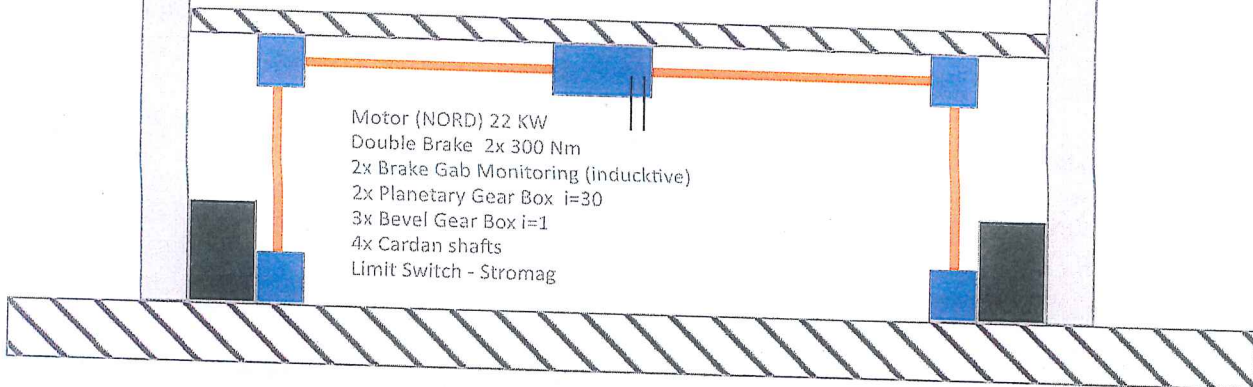 Motor (NORD) 22 KW
Double Brake 2x 300 Nm
2x Brake Gab Monitoring (inducktive)
2x Planetary Gear Box i=30
3x Bevel Gear Box i=1
4x Cardan shafts
Limit Switch - Stromag